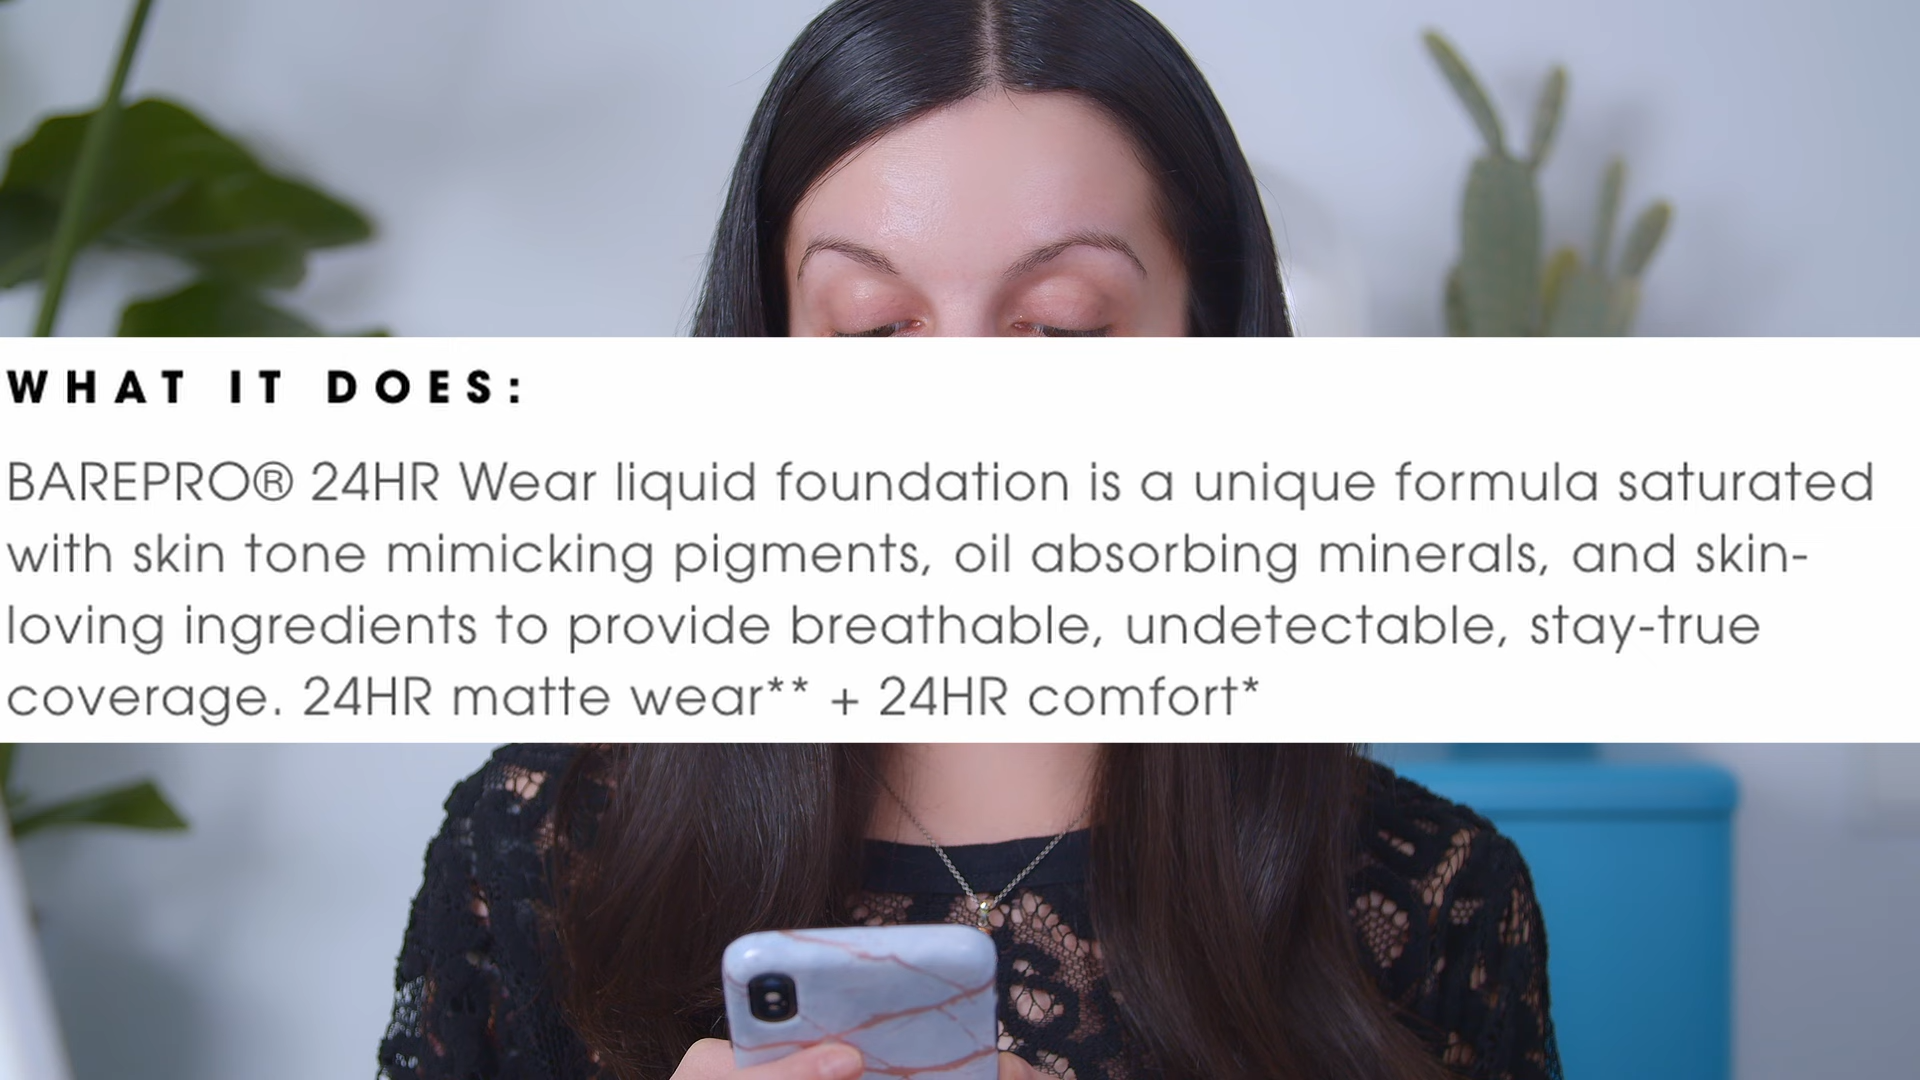 WHAT IT DOES:
BAREPRO® 24HR Wear liquid foundation is a unique formula saturated
with skin tone mimicking pigments, oil absorbing minerals, and skin-
loving ingredients to provide breathable, undetectable, stay-true
coverage. 24HR matte wear** + 24HR comfort*